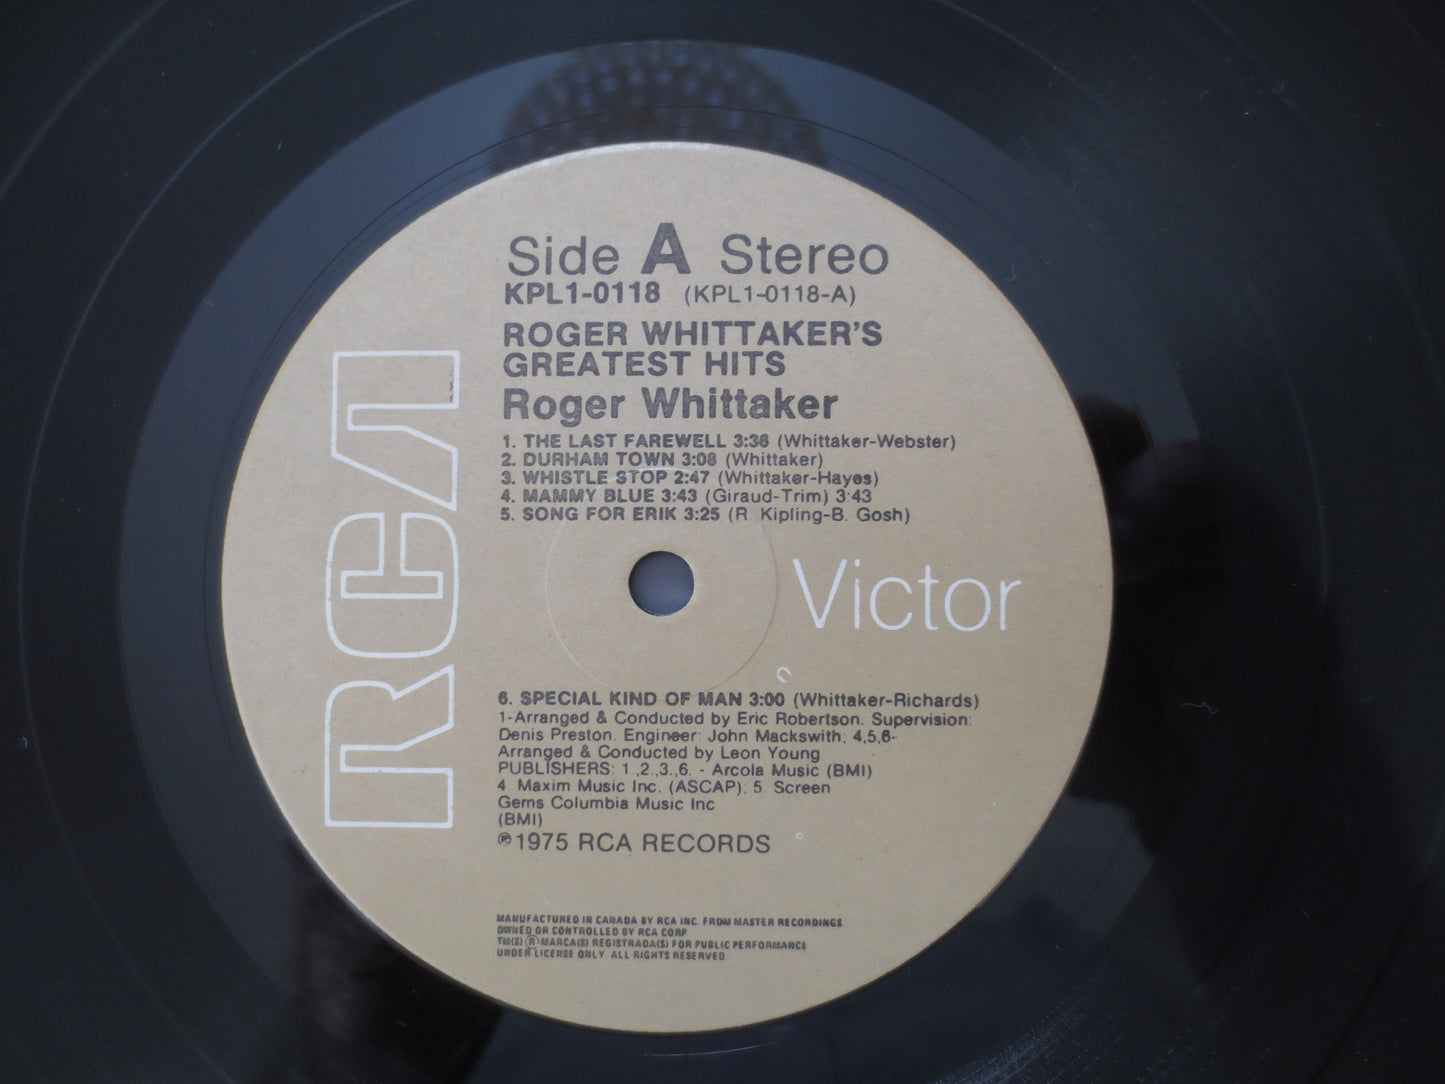 Side A Stereo
KPL1-0118 (KPL1-0118-A)
ROGER WHITTAKER'S
GREATEST HITS
Roger Whittaker
1. THE LAST FAREWELL 3:36 (Whittaker-Webster)
2. DURHAM TOWN 3:08 (Whittaker)
3. WHISTLE STOP 2:47 (Whittaker-Hayes)
4. MAMMY BLUE 3:43 (Giraud-Trim) 3:43
5. SONG FOR ERIK 3:25 (R. Kipling-B. Gosh)
RCA
Victor
6. SPECIAL KIND OF MAN 3:00 (Whittaker-Richards)
1-Arranged & Conducted by Eric Robertson. Supervision:
Denis Preston. Engineer: John Mackswith; 4,5,6-
Arranged & Conducted by Leon Young
PUBLISHERS: 1.,2.,3.,6. - Arcola Music (BMI)
4. Maxim Music Inc. (ASCAP); 5. Screen
Gems Columbia Music Inc
(BMI)
℗1975 RCA RECORDS
MANUFACTURED IN CANADA BY RCA INC. FROM MASTER RECORDINGS
OWNED OR CONTROLLED BY RCA CORP
TM(S) ® MARCA(S) REGISTRADA(S) FOR PUBLIC PERFORMANCE
UNDER LICENSE ONLY ALL RIGHTS RESERVED